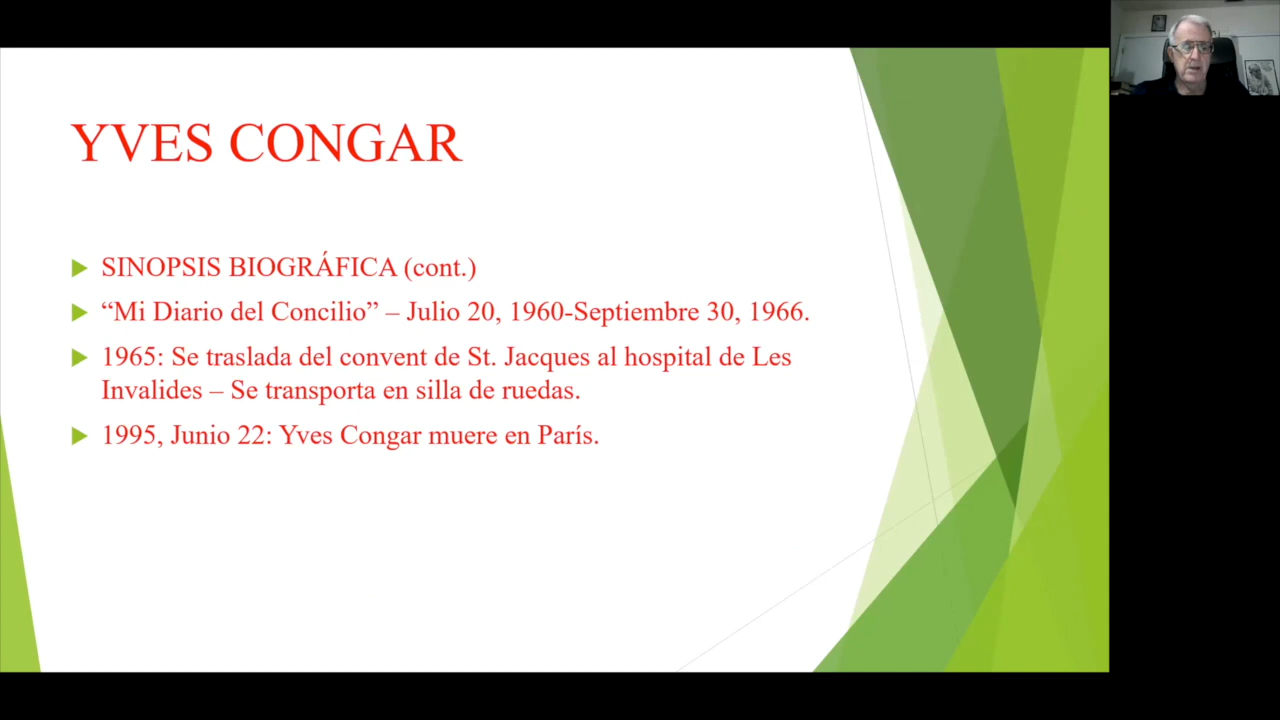 YVES CONGAR
SINOPSIS BIOGRÁFICA (cont.)
“Mi Diario del Concilio” – Julio 20, 1960-Septiembre 30, 1966.
1965: Se traslada del convent de St. Jacques al hospital de Les
Invalides – Se transporta en silla de ruedas.
1995, Junio 22: Yves Congar muere en París.